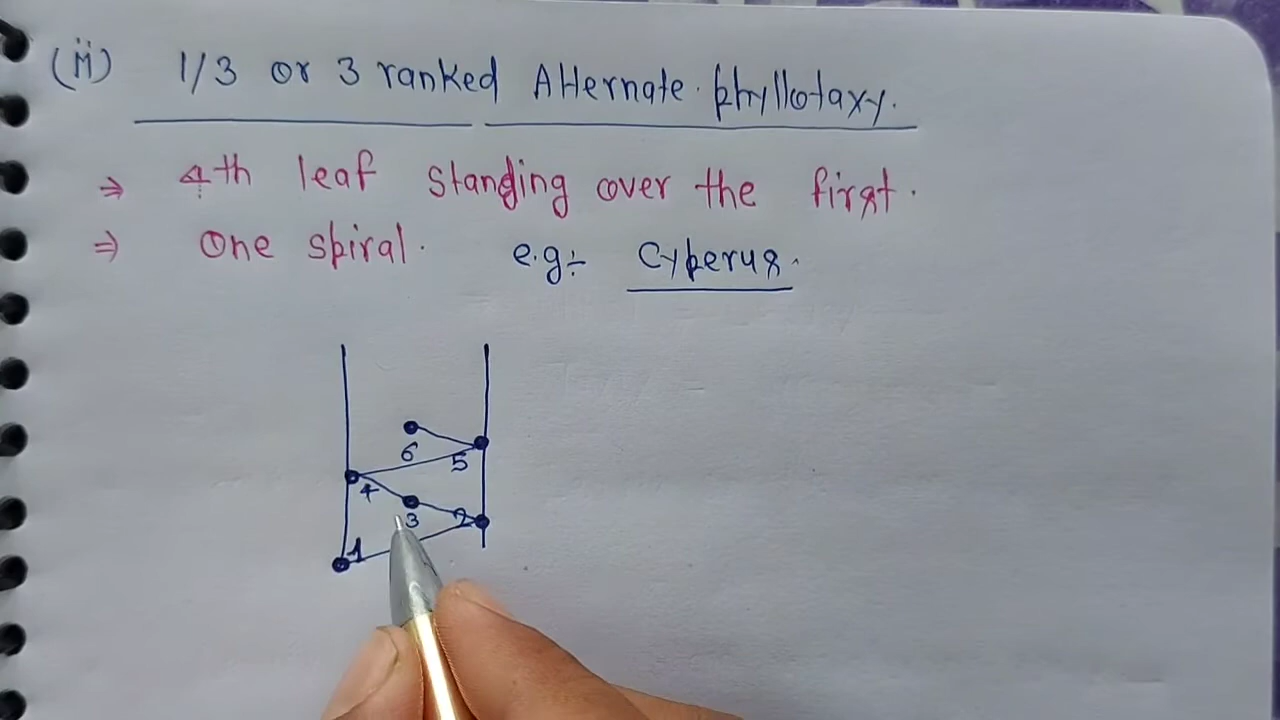 (ii) 1/3 or 3 ranked Alternate phyllotaxy.
⇒ 4th leaf standing over the first.
⇒ One spiral. e.g:- Cyperus.
6
5
4
3 2
1